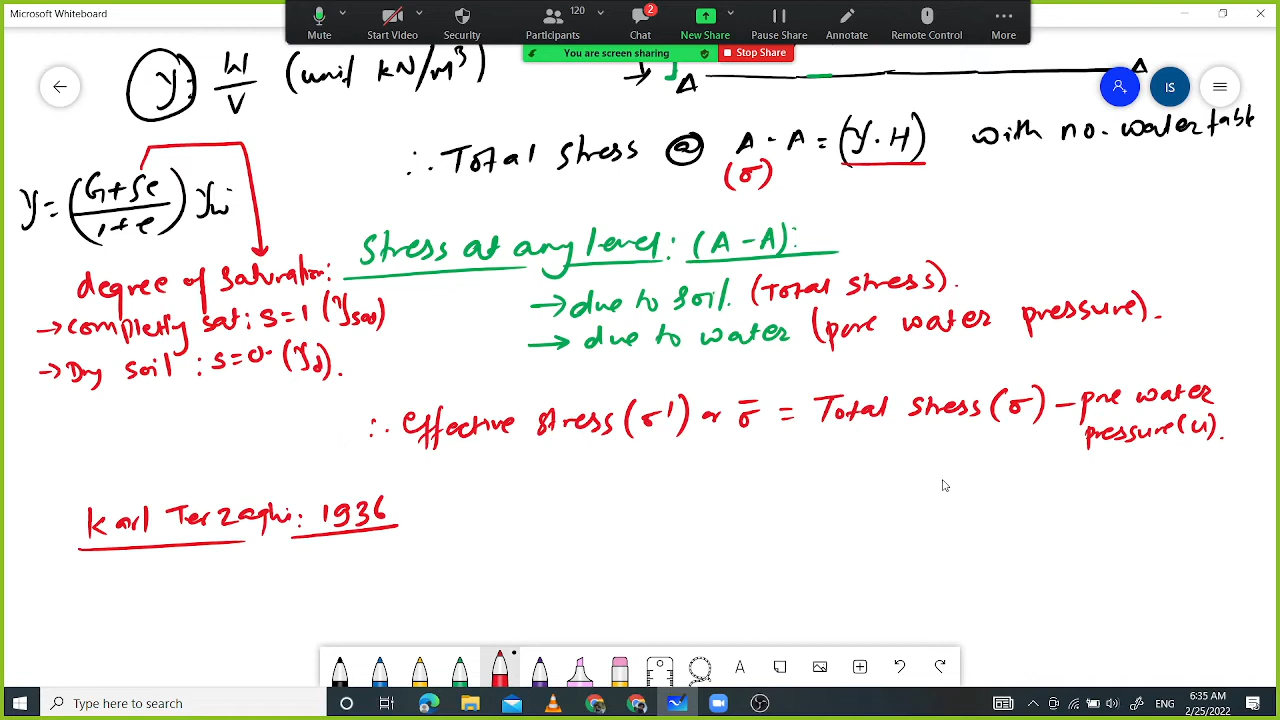 Microsoft Whiteboard
Mute
Start Video
Security
120
Participants
2
Chat
New Share
Pause Share
Annotate
Remote Control
More
You are screen sharing
Stop Share
γ = W/V (unit kN/m³)
A A
IS
∴ Total stress @ A - A = (γ·H) with no. water table
(σ)
γ = (G+Se/1+e) γw
Stress at any level: (A-A):
degree of saturation:
→ due to soil. (Total stress).
→ completly sat: S=1 (γsat)
→ due to water (pore water pressure).
→ Dry soil : S=0. (γd).
∴ Effective stress (σ') or σ̄ = Total stress (σ) - pore water
pressure (u).
Karl Terzaghi: 1936
A
Type here to search
ENG
6:35 AM
2/25/2022